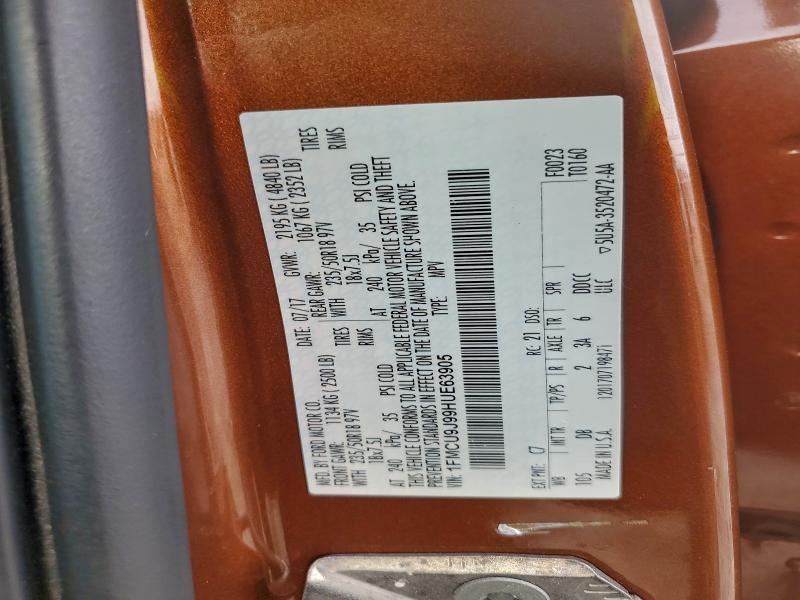 MFD. BY FORD MOTOR CO.
DATE: 07/17 GVWR: 2195 KG ( 4840 LB)
FRONT GAWR: 1134 KG ( 2500 LB) REAR GAWR: 1067 KG ( 2352 LB)
WITH 235/50R18 97V TIRES WITH 235/50R18 97V TIRES
18x7.5J RIMS 18x7.5J RIMS
AT 240 kPa/ 35 PSI COLD AT 240 kPa/ 35 PSI COLD
THIS VEHICLE CONFORMS TO ALL APPLICABLE FEDERAL MOTOR VEHICLE SAFETY AND THEFT
PREVENTION STANDARDS IN EFFECT ON THE DATE OF MANUFACTURE SHOWN ABOVE.
VIN: 1FMCU9J99HUE63905 TYPE: MPV
F0023
EXT PNT: C7 RC: 21 DSO: T0160
WB INT TR TP/PS R AXLE TR SPR
105 DB 2 3A 6 DDCC
MADE IN U.S.A. 12017071 9847i ULC ▽5U5A-3520472-AA